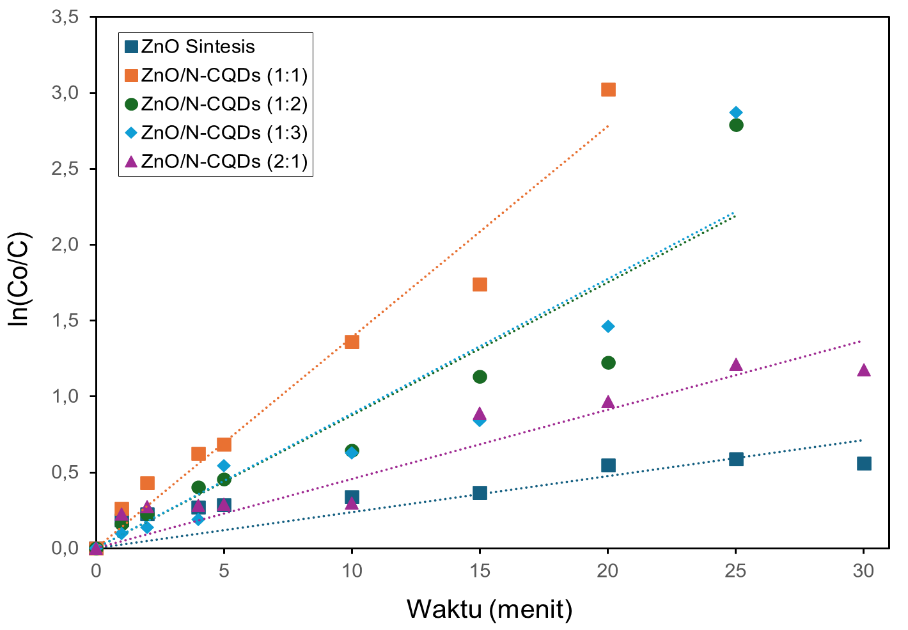 3,5
3,0
2,5
2,0
1,5
1,0
0,5
0,0
ln(Co/C)
ZnO Sintesis
ZnO/N-CQDs (1:1)
ZnO/N-CQDs (1:2)
ZnO/N-CQDs (1:3)
ZnO/N-CQDs (2:1)
0 5 10 15 20 25 30
Waktu (menit)